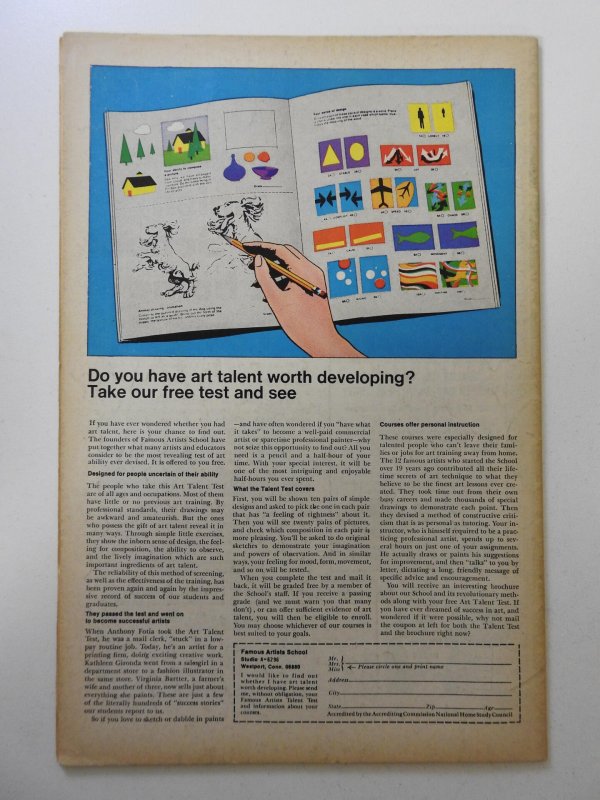 Do you have art talent worth developing?
Take our free test and see
If you have ever wondered whether you had
art talent, here is your chance to find out.
The founders of Famous Artists School have
put together what many artists and educators
consider to be the most revealing test of art
ability ever devised. It is offered to you free.
Designed for people uncertain of their ability
The people who take this Art Talent Test
are of all ages and occupations. Most of them
have little or no previous art training. By
professional standards, their drawings may
be awkward and amateurish. But the ones
who possess the gift of art talent reveal it in
many ways. Through simple little exercises,
they show the inborn sense of design, the feel-
ing for composition, the ability to observe,
and the lively imagination which are such
important ingredients of art talent.
The reliability of this method of screening,
as well as the effectiveness of the training, has
been proven again and again by the impres-
sive record of success of our students and
graduates.
They passed the test and went on
to become successful artists
When Anthony Fotia took the Art Talent
Test, he was a mail clerk, "stuck" in a low-
pay routine job. Today, he's an artist for a
printing firm, doing exciting creative work.
Kathleen Gironda went from a salesgirl in a
department store to a fashion illustrator in
the same store. Virginia Bartter, a farmer's
wife and mother of three, now sells just about
everything she paints. These are just a few
of the literally hundreds of "success stories"
our students report to us.
So if you love to sketch or dabble in paints
—and have often wondered if you "have what
it takes" to become a well-paid commercial
artist or sparetime professional painter—why
not seize this opportunity to find out? All you
need is a pencil and a half-hour out of your
time. With your special interest, it will be
one of the most intriguing and enjoyable
half-hours you ever spent.
What the Talent Test covers
First, you will be shown ten pairs of simple
designs and asked to pick the one in each pair
that has "a feeling of rightness" about it.
Then you will see twenty pairs of pictures,
and check which composition in each pair is
more pleasing. You'll be asked to do original
sketches to demonstrate your imagination
and powers of observation. And in similar
ways, your feeling for mood, form, movement,
and so on, will be tested.
When you complete the test and mail it
back, it will be graded free by a member of
the School's staff. If you receive a passing
grade (and we must warn you that many
don't), or can offer sufficient evidence of art
talent, you will then be eligible to enroll.
You may choose whichever of our courses is
best suited to your goals.
Courses offer personal instruction
These courses were especially designed for
talented people who can't leave their fami-
lies or jobs for art training away from home.
The 12 famous artists who started the School
over 19 years ago contributed all their life-
time secrets of art technique to what they
believe to be the finest art lessons ever cre-
ated. They took time out from their own
busy careers and made thousands of special
drawings to demonstrate each point. Then
they devised a method of constructive criti-
cism that is as personal as tutoring. Your in-
structor, who is himself required to be a prac-
ticing professional artist, spends up to sev-
eral hours on just one of your assignments.
He actually draws or paints his suggestions
for improvement, and then "talks" to you by
letter, dictating a long, friendly message of
specific advice and encouragement.
You will receive an interesting brochure
about our School and its revolutionary meth-
ods along with your free Art Talent Test. If
you have ever dreamed of success in art, and
wondered if it were possible, why not mail
the coupon at left for both the Talent Test
and the brochure right now?
Famous Artists School
Westport, Conn. 06880
I would like to find out
whether I have art talent
worth developing. Please send
me, without obligation, your
Famous Artists Talent Test
and information about your
courses.
Mr.
Mrs.
Miss
Please circle one and print name
Address
City
State Zip Age
Accredited by the Accrediting Commission National Home Study Council